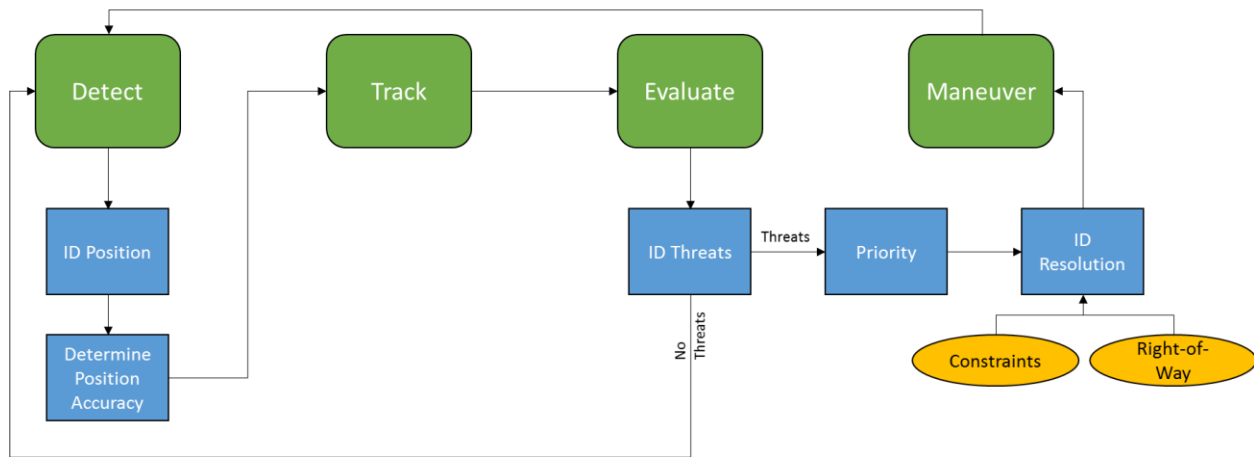 Detect
Track
Evaluate
Maneuver
ID Position
ID Threats
Threats
Priority
ID
Resolution
No
Threats
Determine
Position
Accuracy
Constraints
Right-of-
Way